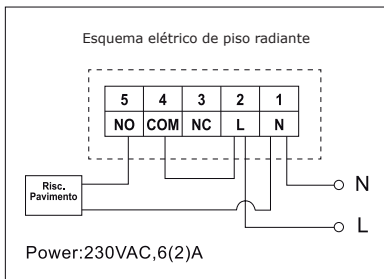 Esquema elétrico de piso radiante
5 4 3 2 1
NO COM NC L N
Risc.
Pavimento
N
L
Power:230VAC,6(2)A